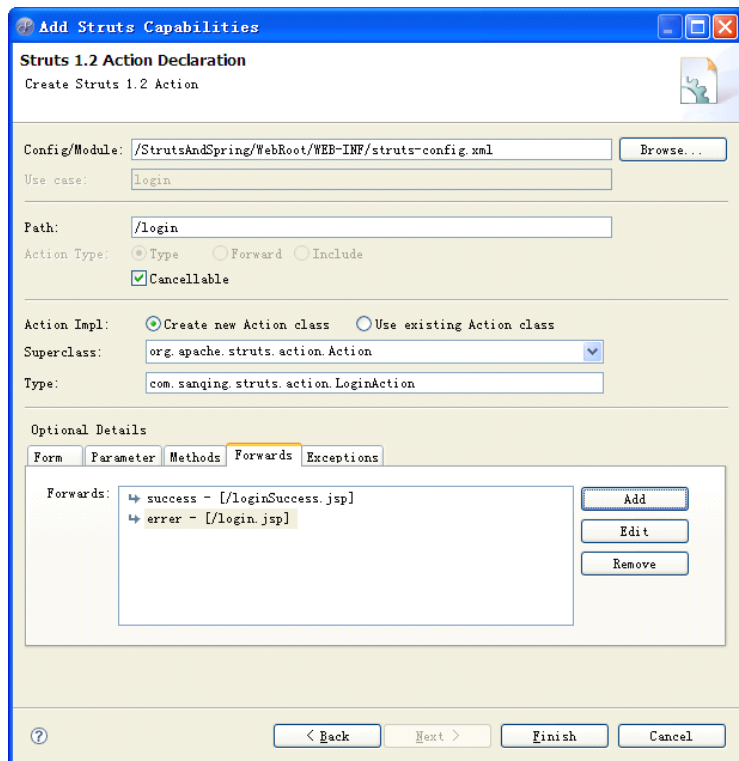 Add Struts Capabilities
Struts 1.2 Action Declaration
Create Struts 1.2 Action
Config/Module: /StrutsAndSpring/WebRoot/WEB-INF/struts-config.xml Browse...
Use case: login
Path: /login
Action Type: Type Forward Include
Cancellable
Action Impl: Create new Action class Use existing Action class
Superclass: org.apache.struts.action.Action
Type: com.sanqing.struts.action.LoginAction
Optional Details
Form Parameter Methods Forwards Exceptions
Forwards: success - [/loginSuccess.jsp] Add
errer - [/login.jsp] Edit
Remove
? < Back Next > Finish Cancel